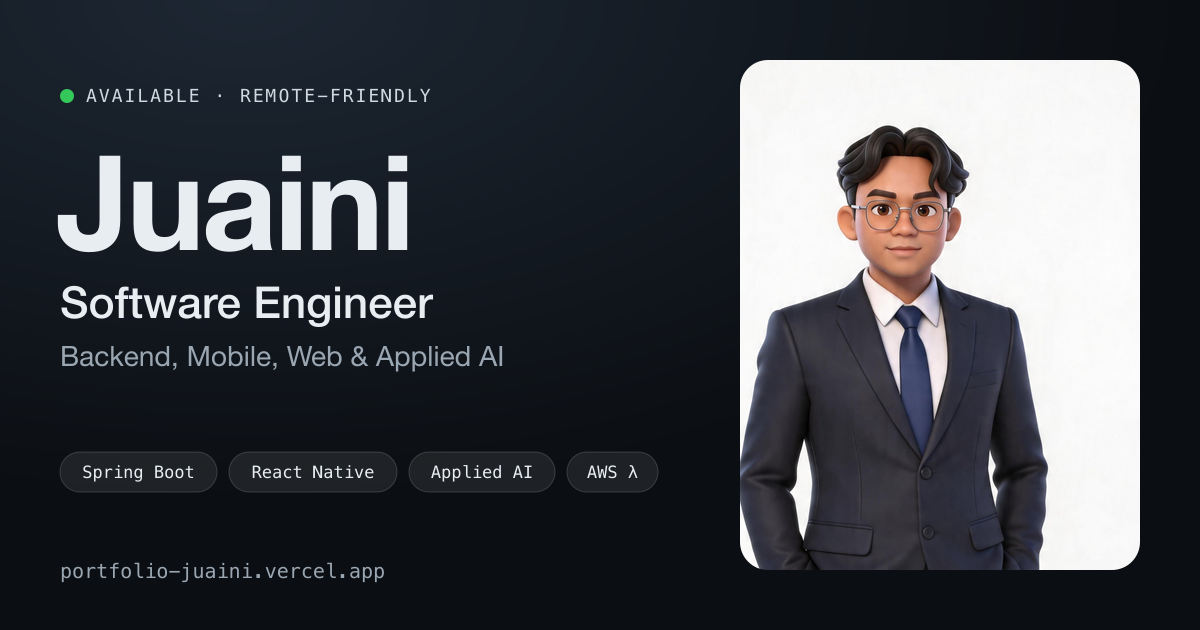 AVAILABLE · REMOTE-FRIENDLY
Juaini
Software Engineer
Backend, Mobile, Web & Applied AI
Spring Boot React Native Applied AI AWS λ
portfolio-juaini.vercel.app